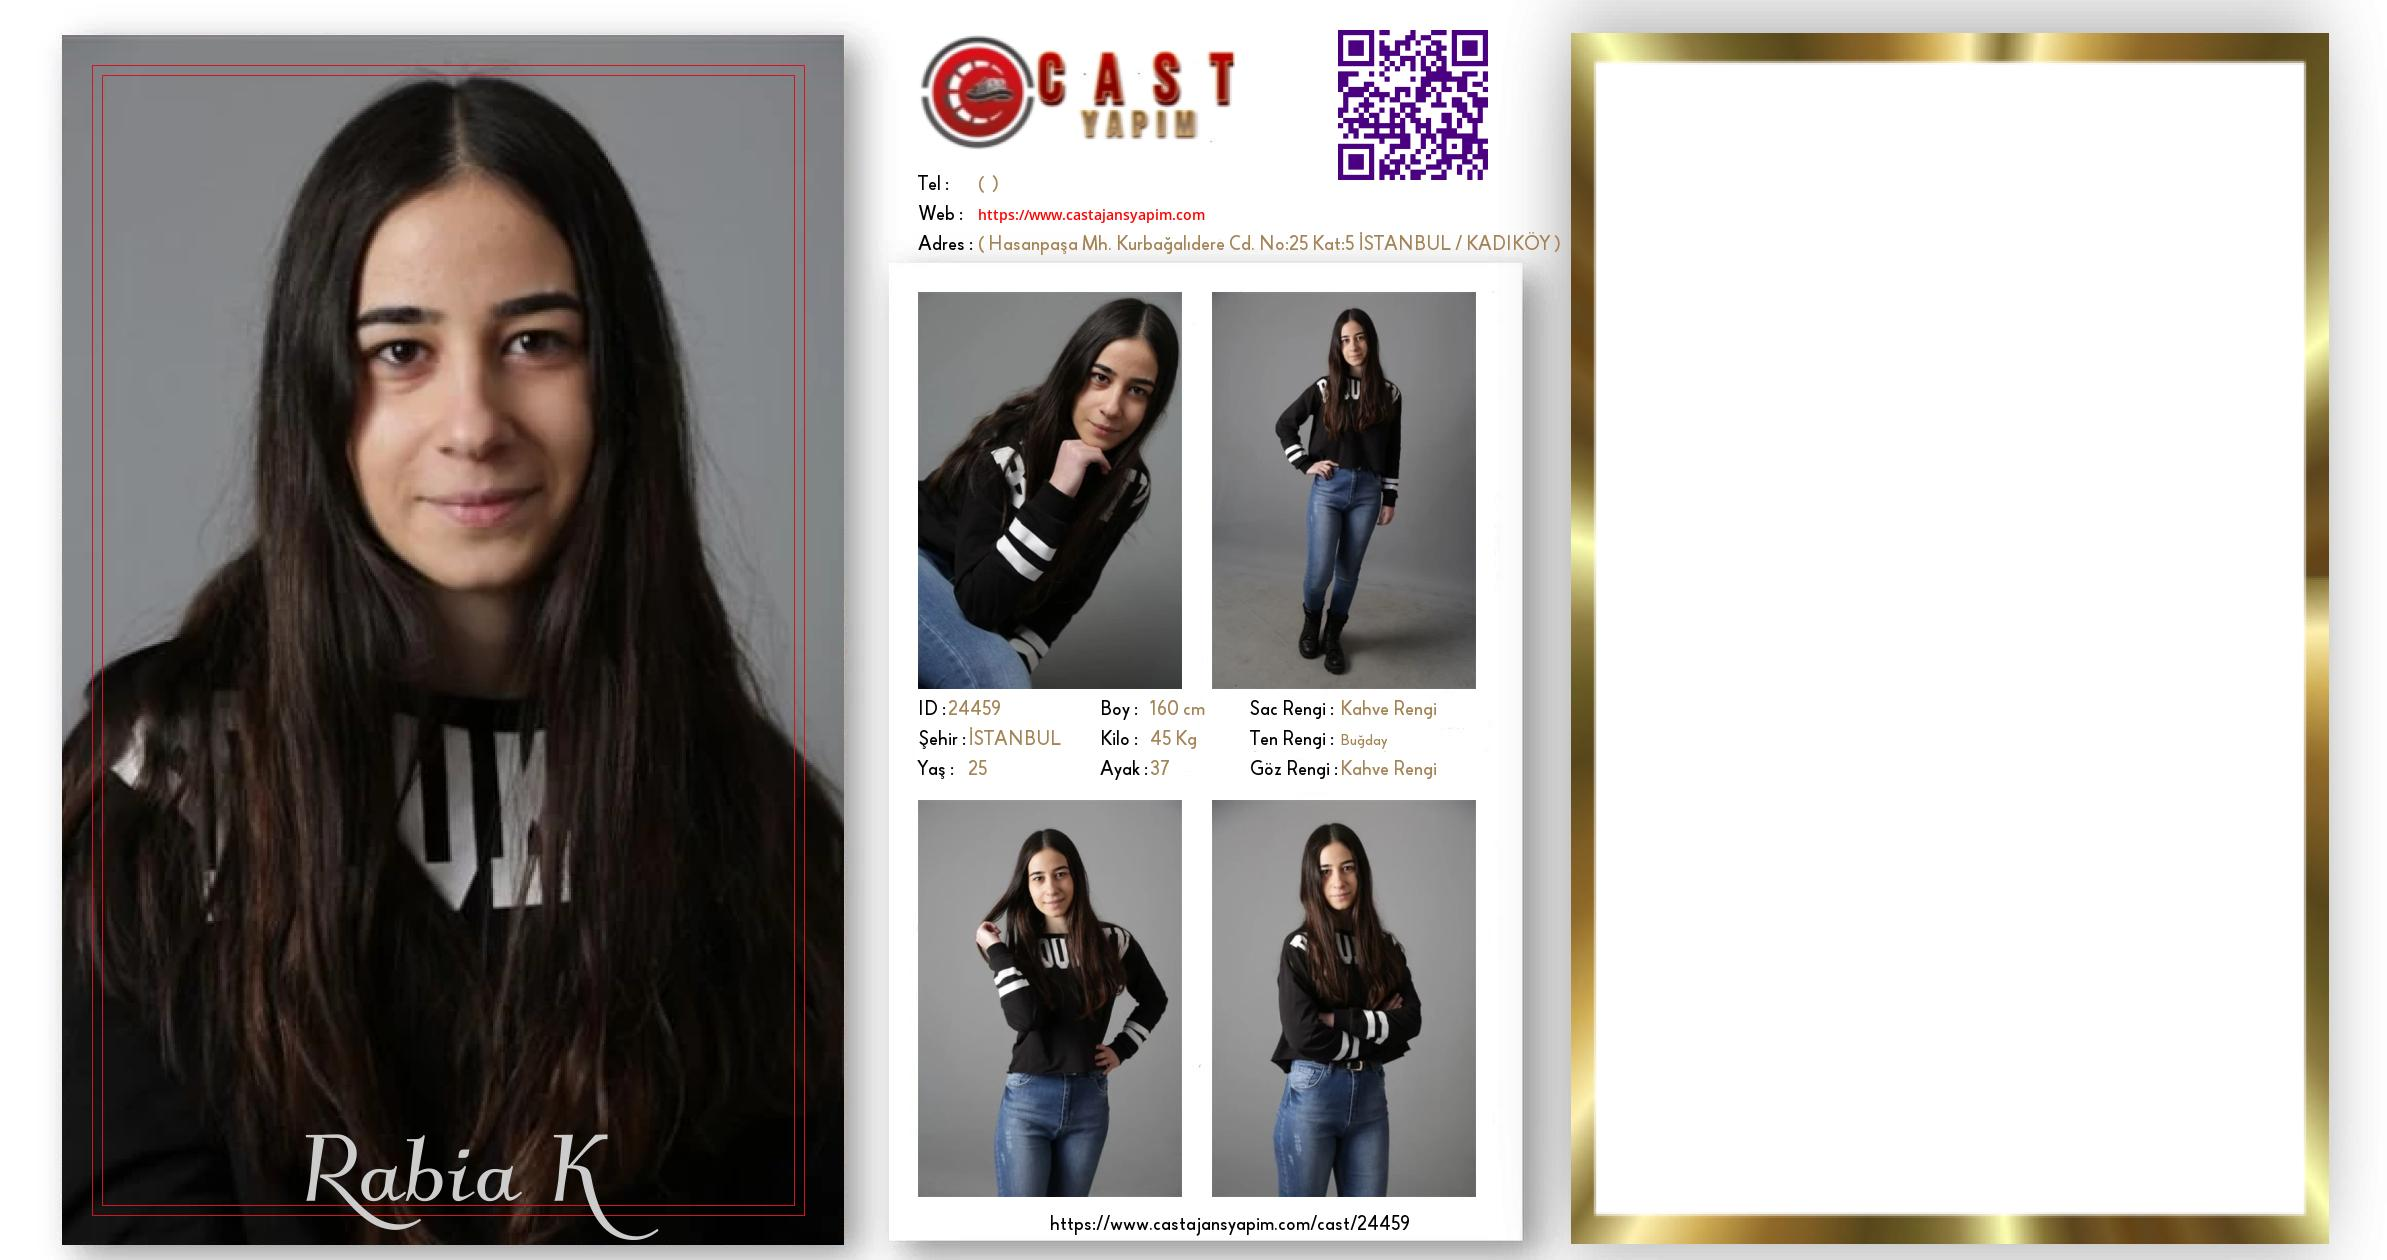 Rabia K
CAST
YAPIM
Tel : ( )
Web : https://www.castajansyapim.com
Adres : ( Hasanpaşa Mh. Kurbağalıdere Cd. No:25 Kat:5 İSTANBUL / KADIKÖY )
ID : 24459 Boy : 160 cm Sac Rengi : Kahve Rengi
Şehir : İSTANBUL Kilo : 45 Kg Ten Rengi : Buğday
Yaş : 25 Ayak : 37 Göz Rengi : Kahve Rengi
https://www.castajansyapim.com/cast/24459